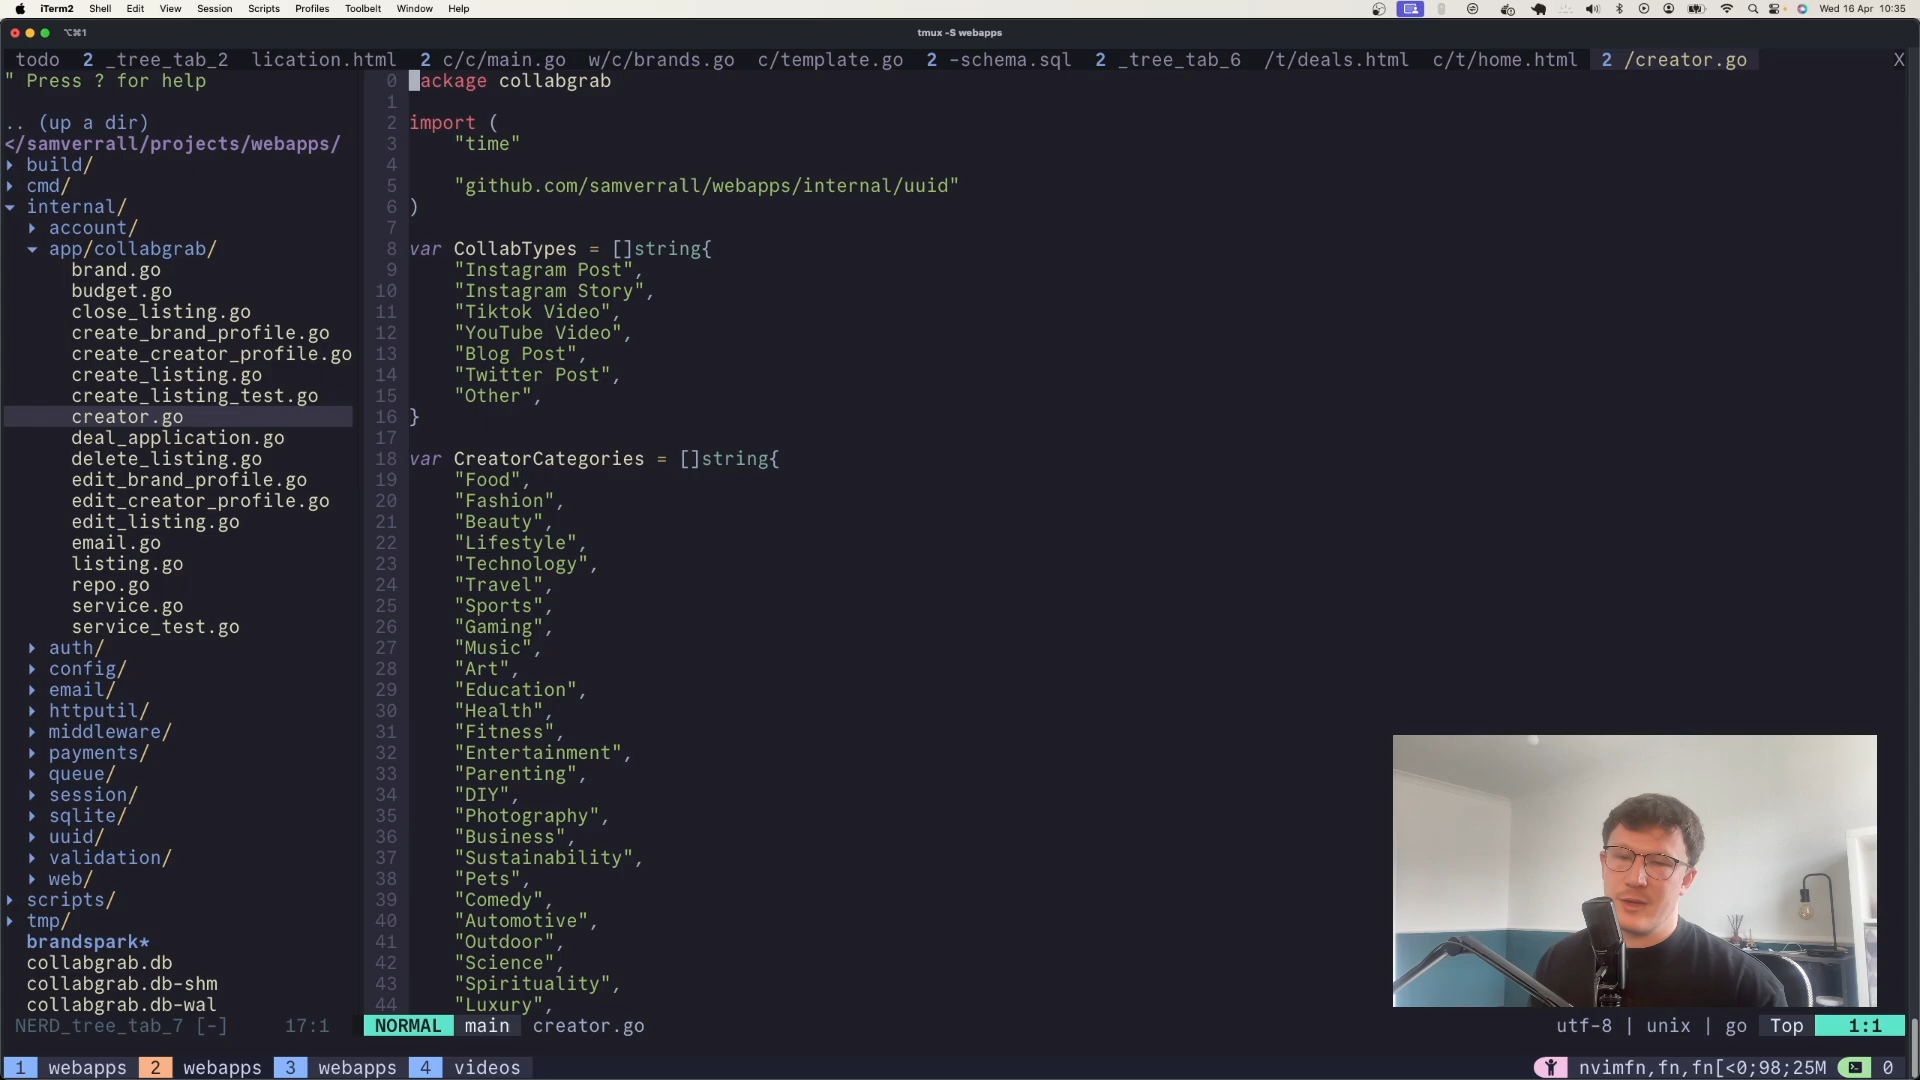 iTerm2 Shell Edit View Session Scripts Profiles Toolbelt Window Help Wed 16 Apr 10:35
⌥⌘1 tmux -S webapps
todo 2 _tree_tab_2 lication.html 2 c/c/main.go w/c/brands.go c/template.go 2 -schema.sql 2 _tree_tab_6 /t/deals.html c/t/home.html 2 /creator.go X
" Press ? for help
.. (up a dir)
</samverrall/projects/webapps/
▸ build/
▸ cmd/
▾ internal/
▸ account/
▾ app/collabgrab/
brand.go
budget.go
close_listing.go
create_brand_profile.go
create_creator_profile.go
create_listing.go
create_listing_test.go
creator.go
deal_application.go
delete_listing.go
edit_brand_profile.go
edit_creator_profile.go
edit_listing.go
email.go
listing.go
repo.go
service.go
service_test.go
▸ auth/
▸ config/
▸ email/
▸ httputil/
▸ middleware/
▸ payments/
▸ queue/
▸ session/
▸ sqlite/
▸ uuid/
▸ validation/
▸ web/
▸ scripts/
▸ tmp/
brandspark*
collabgrab.db
collabgrab.db-shm
collabgrab.db-wal
NERD_tree_tab_7 [-] 17:1
0 ackage collabgrab
1
2 import (
3 "time"
4
5 "github.com/samverrall/webapps/internal/uuid"
6 )
7
8 var CollabTypes = []string{
9 "Instagram Post",
10 "Instagram Story",
11 "Tiktok Video",
12 "YouTube Video",
13 "Blog Post",
14 "Twitter Post",
15 "Other",
16 }
17
18 var CreatorCategories = []string{
19 "Food",
20 "Fashion",
21 "Beauty",
22 "Lifestyle",
23 "Technology",
24 "Travel",
25 "Sports",
26 "Gaming",
27 "Music",
28 "Art",
29 "Education",
30 "Health",
31 "Fitness",
32 "Entertainment",
33 "Parenting",
34 "DIY",
35 "Photography",
36 "Business",
37 "Sustainability",
38 "Pets",
39 "Comedy",
40 "Automotive",
41 "Outdoor",
42 "Science",
43 "Spirituality",
44 "Luxury",
NORMAL main creator.go utf-8 | unix | go Top 1:1
1 webapps 2 webapps 3 webapps 4 videos nvimfn,fn,fn[<0;98;25M 0